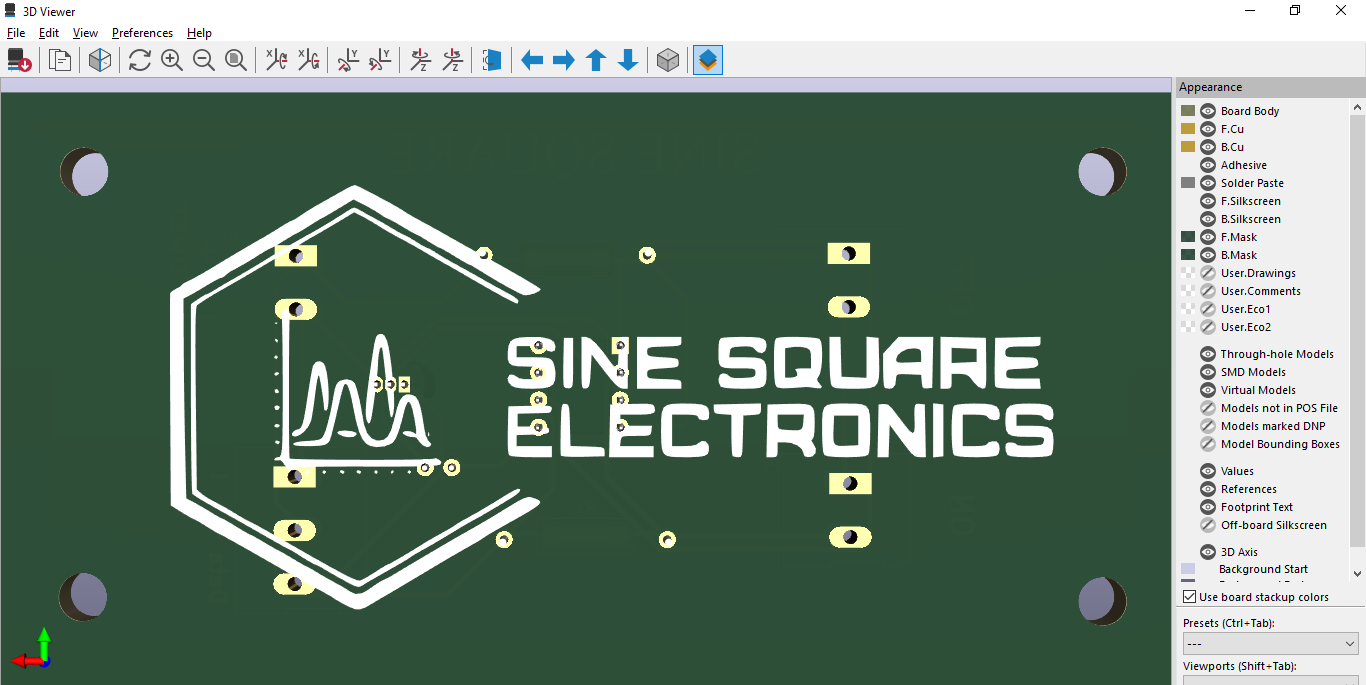 3D Viewer
File Edit View Preferences Help
X X Y Y Z Z
Appearance
Board Body
F.Cu
B.Cu
Adhesive
Solder Paste
F.Silkscreen
B.Silkscreen
F.Mask
B.Mask
User.Drawings
User.Comments
User.Eco1
User.Eco2
Through-hole Models
SMD Models
Virtual Models
Models not in POS File
Models marked DNP
Model Bounding Boxes
Values
References
Footprint Text
Off-board Silkscreen
3D Axis
Background Start
Use board stackup colors
Presets (Ctrl+Tab):
---
Viewports (Shift+Tab):
SINE SQUARE
ELECTRONICS